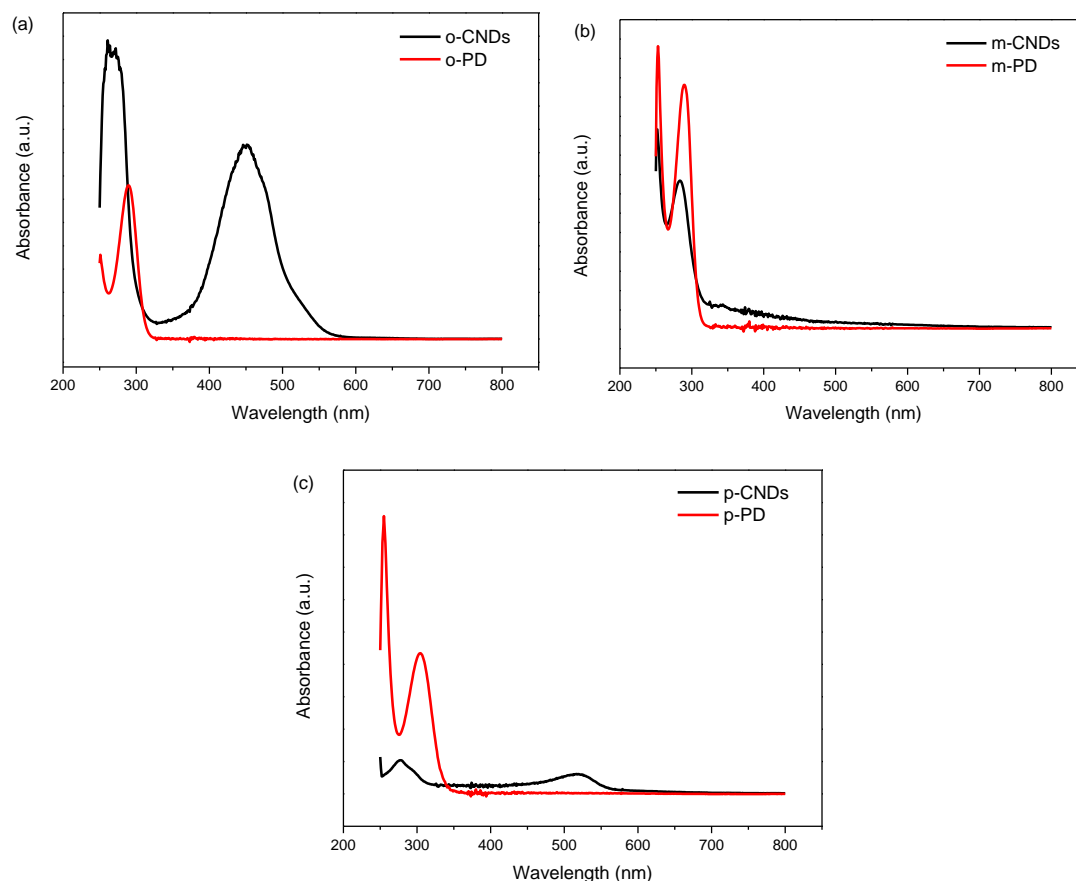 (a)
o-CNDs
o-PD
Absorbance (a.u.)
200 300 400 500 600 700 800
Wavelength (nm)
(b)
m-CNDs
m-PD
Absorbance (a.u.)
200 300 400 500 600 700 800
Wavelength (nm)
(c)
p-CNDs
p-PD
Absorbance (a.u.)
200 300 400 500 600 700 800
Wavelength (nm)